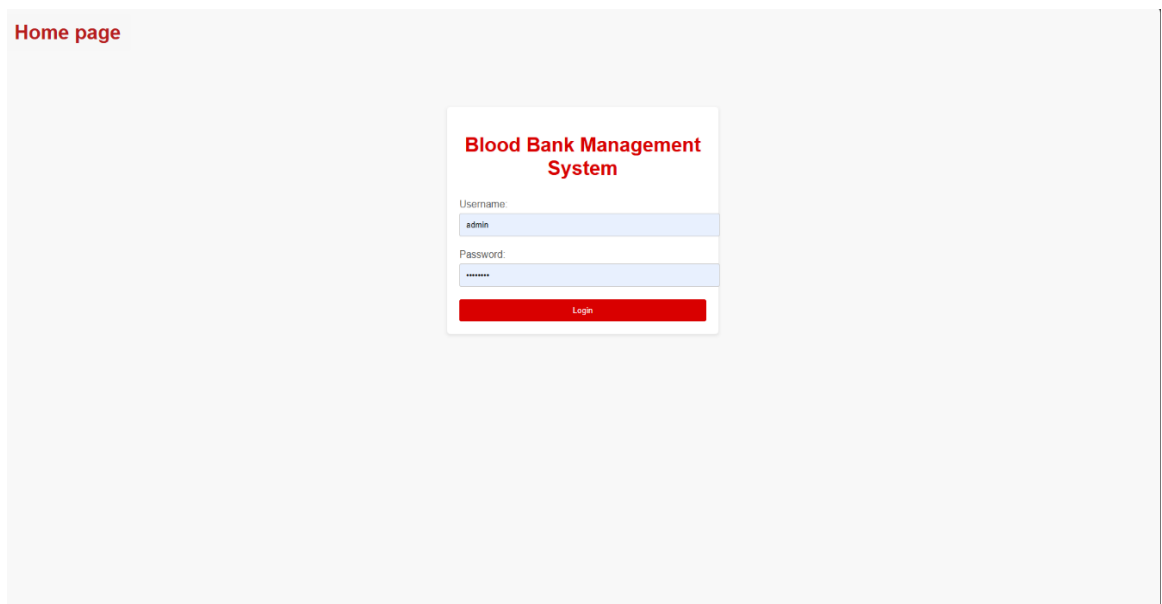 Home page
Blood Bank Management
System
Username:
admin
Password:
••••••••
Login